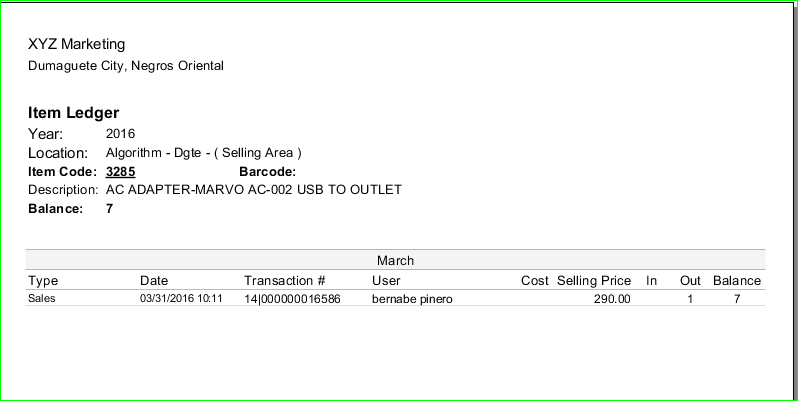 XYZ Marketing
Dumaguete City, Negros Oriental
Item Ledger
Year: 2016
Location: Algorithm - Dgte - ( Selling Area )
Item Code: 3285 Barcode:
Description: AC ADAPTER-MARVO AC-002 USB TO OUTLET
Balance: 7
March
Type Date Transaction # User Cost Selling Price In Out Balance
Sales 03/31/2016 10:11 14|000000016586 bernabe pinero 290.00 1 7